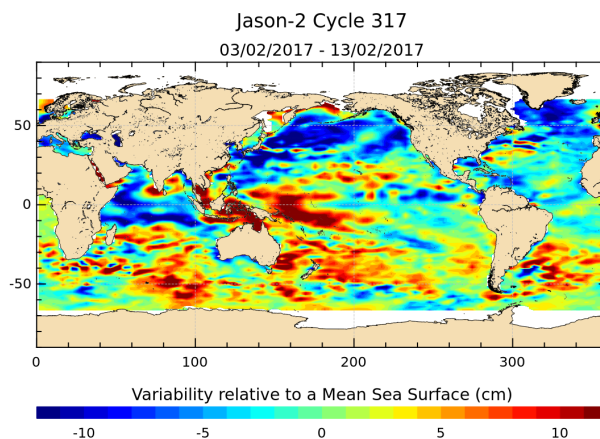 Jason-2 Cycle 317
03/02/2017 - 13/02/2017
50
0
-50
0 100 200 300
Variability relative to a Mean Sea Surface (cm)
-10 -5 0 5 10